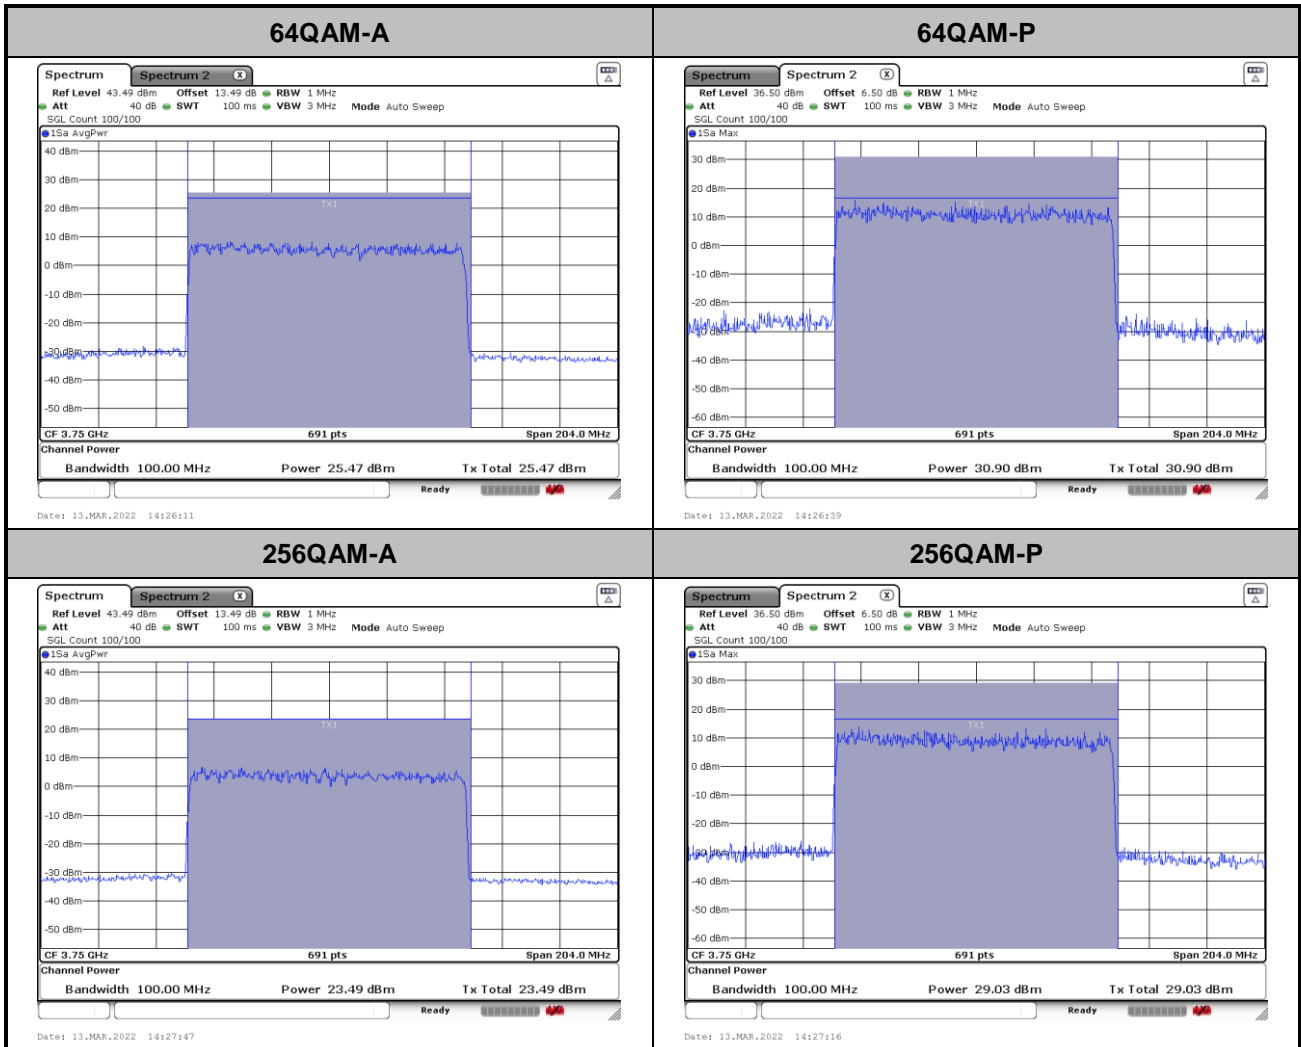 64QAM-A
64QAM-P
Spectrum
Spectrum 2 X
Ref Level 43.49 dBm Offset 13.49 dB RBW 1 MHz
Att 40 dB SWT 100 ms VBW 3 MHz Mode Auto Sweep
SGL Count 100/100
1Sa AvgPwr
40 dBm
30 dBm
20 dBm
TX1
10 dBm
0 dBm
-10 dBm
-20 dBm
-30 dBm
-40 dBm
-50 dBm
CF 3.75 GHz 691 pts Span 204.0 MHz
Channel Power
Bandwidth 100.00 MHz Power 25.47 dBm Tx Total 25.47 dBm
Ready
Date: 13.MAR.2022 14:26:11
Spectrum
Spectrum 2 X
Ref Level 36.50 dBm Offset 6.50 dB RBW 1 MHz
Att 40 dB SWT 100 ms VBW 3 MHz Mode Auto Sweep
SGL Count 100/100
1Sa Max
30 dBm
20 dBm
TX1
10 dBm
0 dBm
-10 dBm
-20 dBm
-30 dBm
-40 dBm
-50 dBm
-60 dBm
CF 3.75 GHz 691 pts Span 204.0 MHz
Channel Power
Bandwidth 100.00 MHz Power 30.90 dBm Tx Total 30.90 dBm
Ready
Date: 13.MAR.2022 14:26:39
256QAM-A
256QAM-P
Spectrum
Spectrum 2 X
Ref Level 43.49 dBm Offset 13.49 dB RBW 1 MHz
Att 40 dB SWT 100 ms VBW 3 MHz Mode Auto Sweep
SGL Count 100/100
1Sa AvgPwr
40 dBm
30 dBm
20 dBm
TX1
10 dBm
0 dBm
-10 dBm
-20 dBm
-30 dBm
-40 dBm
-50 dBm
CF 3.75 GHz 691 pts Span 204.0 MHz
Channel Power
Bandwidth 100.00 MHz Power 23.49 dBm Tx Total 23.49 dBm
Ready
Date: 13.MAR.2022 14:27:47
Spectrum
Spectrum 2 X
Ref Level 36.50 dBm Offset 6.50 dB RBW 1 MHz
Att 40 dB SWT 100 ms VBW 3 MHz Mode Auto Sweep
SGL Count 100/100
1Sa Max
30 dBm
20 dBm
TX1
10 dBm
0 dBm
-10 dBm
-20 dBm
-30 dBm
-40 dBm
-50 dBm
-60 dBm
CF 3.75 GHz 691 pts Span 204.0 MHz
Channel Power
Bandwidth 100.00 MHz Power 29.03 dBm Tx Total 29.03 dBm
Ready
Date: 13.MAR.2022 14:27:16